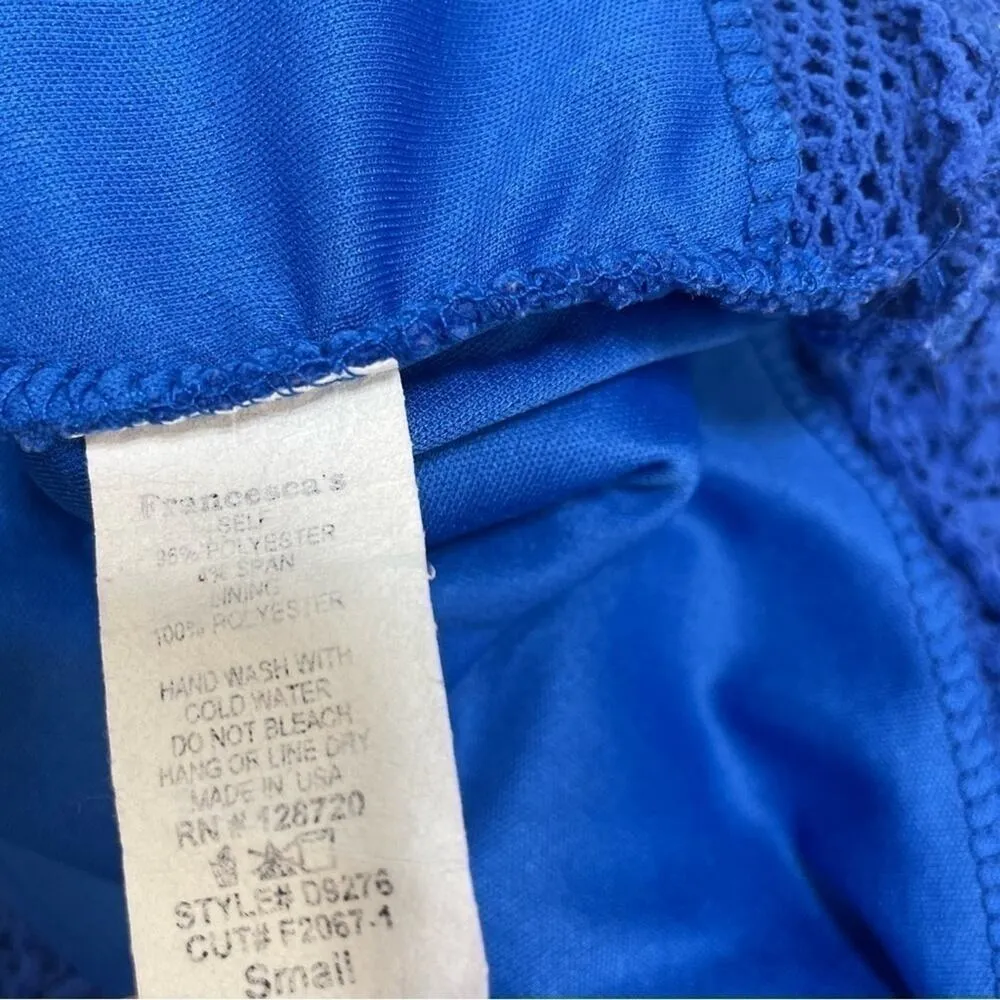 Francesca's
SELF
96% POLYESTER
4% SPAN
LINING
100% POLYESTER
HAND WASH WITH
COLD WATER
DO NOT BLEACH
HANG OR LINE DRY
MADE IN USA
RN # 128720
STYLE# D9276
CUT# F2067-1
Small